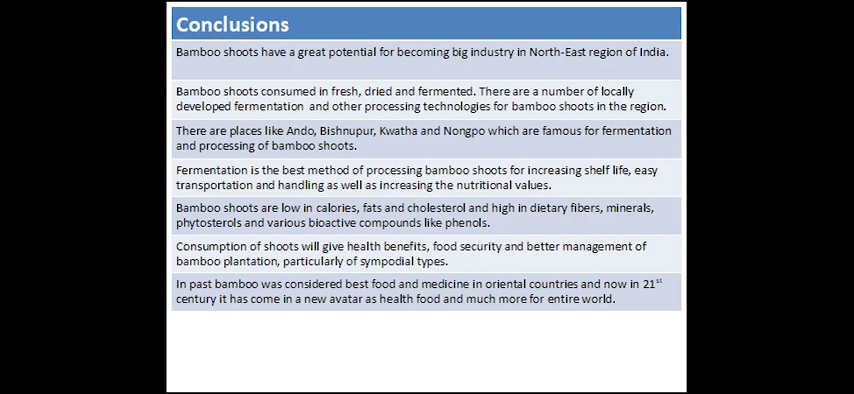 Conclusions
Bamboo shoots have a great potential for becoming big industry in North-East region of India.
Bamboo shoots consumed in fresh, dried and fermented. There are a number of locally
developed fermentation and other processing technologies for bamboo shoots in the region.
There are places like Ando, Bishnupur, Kwatha and Nongpo which are famous for fermentation
and processing of bamboo shoots.
Fermentation is the best method of processing bamboo shoots for increasing shelf life, easy
transportation and handling as well as increasing the nutritional values.
Bamboo shoots are low in calories, fats and cholesterol and high in dietary fibers, minerals,
phytosterols and various bioactive compounds like phenols.
Consumption of shoots will give health benefits, food security and better management of
bamboo plantation, particularly of sympodial types.
In past bamboo was considered best food and medicine in oriental countries and now in 21st
century it has come in a new avatar as health food and much more for entire world.